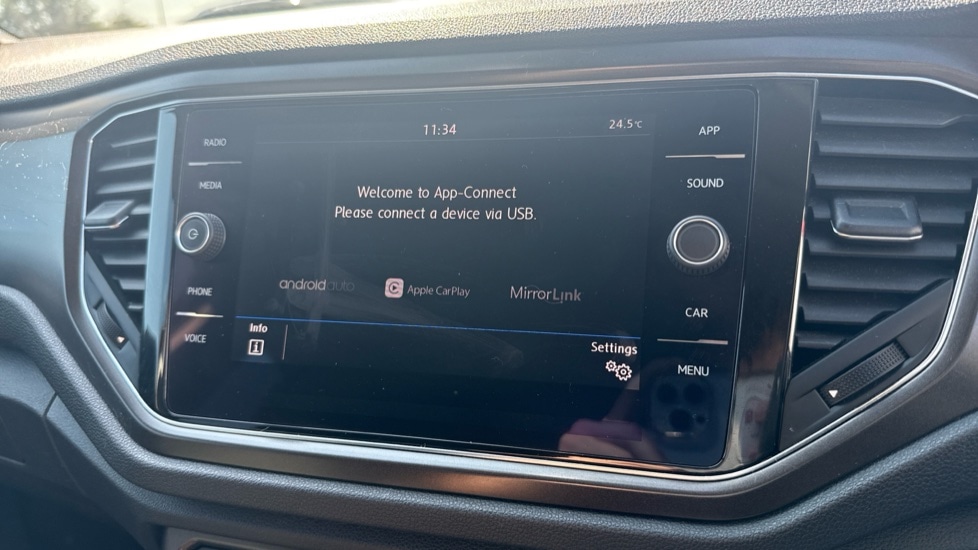 RADIO
MEDIA
PHONE
VOICE
11:34
24.5°C
Welcome to App-Connect
Please connect a device via USB.
androidauto
Apple CarPlay
MirrorLink
Info
i
Settings
APP
SOUND
CAR
MENU